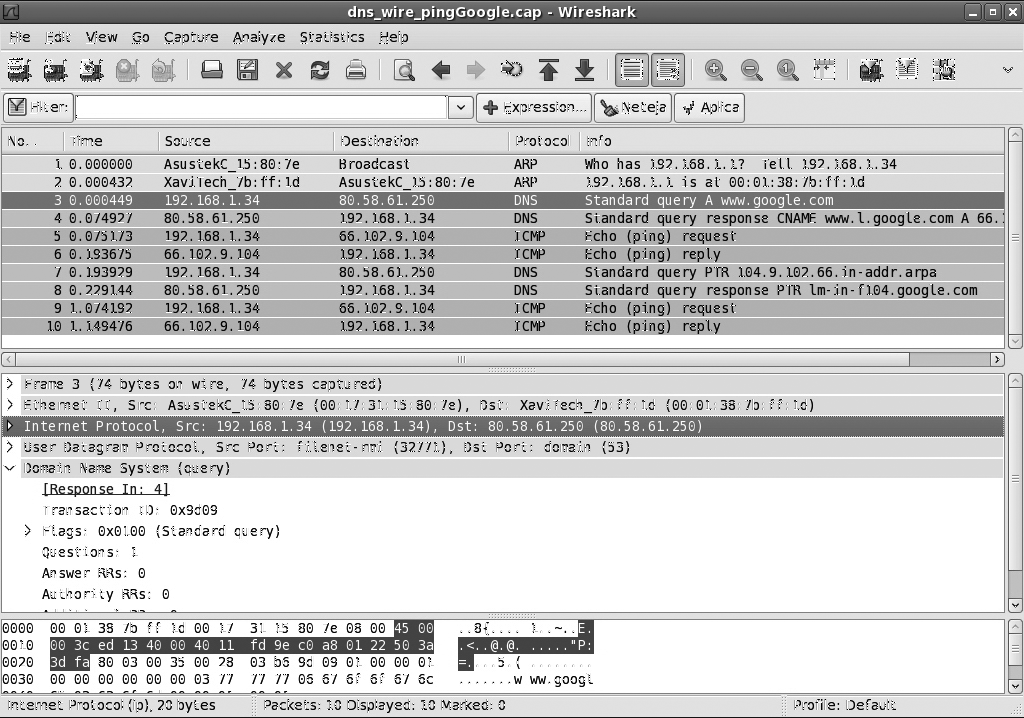 dns_wire_pingGoogle.cap - Wireshark
File Edit View Go Capture Analyze Statistics Help
Filter: Expression... Neteja Aplica
No. . Time Source Destination Protocol Info
1 0.000000 AsustekC_15:80:7e Broadcast ARP Who has 192.168.1.1? Tell 192.168.1.34
2 0.000432 XaviTech_7b:ff:1d AsustekC_15:80:7e ARP 192.168.1.1 is at 00:01:38:7b:ff:1d
3 0.000449 192.168.1.34 80.58.61.250 DNS Standard query A www.google.com
4 0.074927 80.58.61.250 192.168.1.34 DNS Standard query response CNAME www.l.google.com A 66.1
5 0.075173 192.168.1.34 66.102.9.104 ICMP Echo (ping) request
6 0.193675 66.102.9.104 192.168.1.34 ICMP Echo (ping) reply
7 0.193929 192.168.1.34 80.58.61.250 DNS Standard query PTR 104.9.102.66.in-addr.arpa
8 0.229144 80.58.61.250 192.168.1.34 DNS Standard query response PTR lm-in-f104.google.com
9 1.074192 192.168.1.34 66.102.9.104 ICMP Echo (ping) request
10 1.149476 66.102.9.104 192.168.1.34 ICMP Echo (ping) reply
Frame 3 (74 bytes on wire, 74 bytes captured)
Ethernet II, Src: AsustekC_15:80:7e (00:17:31:15:80:7e), Dst: XaviTech_7b:ff:1d (00:01:38:7b:ff:1d)
Internet Protocol, Src: 192.168.1.34 (192.168.1.34), Dst: 80.58.61.250 (80.58.61.250)
User Datagram Protocol, Src Port: filenet-nmi (32771), Dst Port: domain (53)
Domain Name System (query)
[Response In: 4]
Transaction ID: 0x9d09
Flags: 0x0100 (Standard query)
Questions: 1
Answer RRs: 0
Authority RRs: 0
0000 00 01 38 7b ff 1d 00 17 31 15 80 7e 08 00 45 00 ..8{.... 1..~..E.
0010 00 3c ed 13 40 00 40 11 fd 9e c0 a8 01 22 50 3a .<..@.@. ....."P:
0020 3d fa 80 03 00 35 00 28 03 b6 9d 09 01 00 00 01 =....5.( ........
0030 00 00 00 00 00 00 03 77 77 77 06 67 6f 6f 67 6c .......w ww.googl
Internet Protocol (ip), 20 bytes Packets: 10 Displayed: 10 Marked: 0 Profile: Default